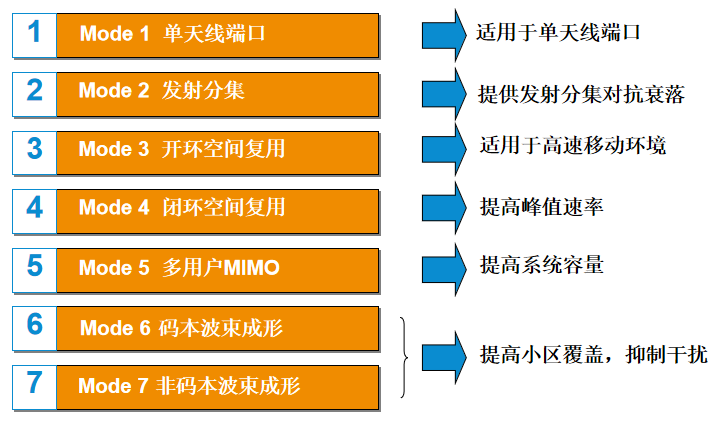 1 Mode 1 单天线端口 适用于单天线端口
2 Mode 2 发射分集 提供发射分集对抗衰落
3 Mode 3 开环空间复用 适用于高速移动环境
4 Mode 4 闭环空间复用 提高峰值速率
5 Mode 5 多用户MIMO 提高系统容量
6 Mode 6 码本波束成形
提高小区覆盖，抑制干扰
7 Mode 7 非码本波束成形